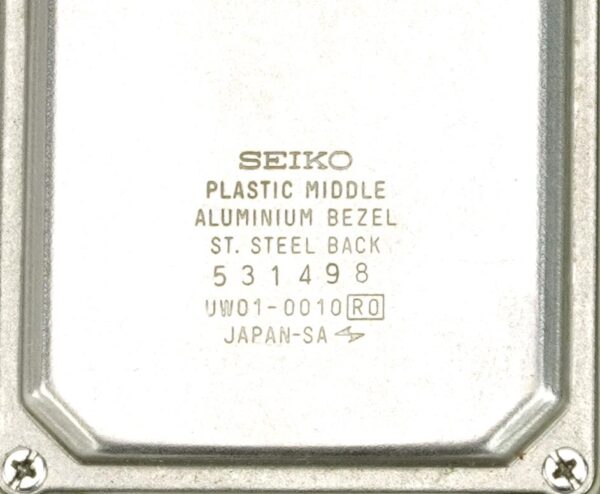 SEIKO
PLASTIC MIDDLE
ALUMINIUM BEZEL
ST. STEEL BACK
531498
UW01-0010 R0
JAPAN-SA